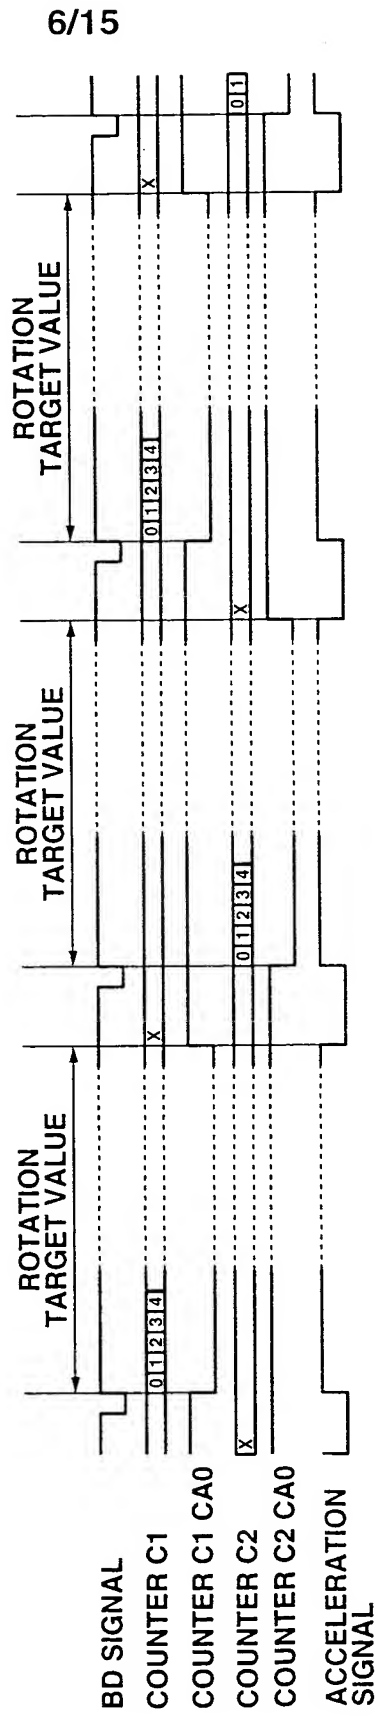 6/15
ROTATION
TARGET VALUE
ROTATION
TARGET VALUE
ROTATION
TARGET VALUE
BD SIGNAL
COUNTER C1
0 1 2 3 4
X
0 1 2 3 4
X
COUNTER C1 CA0
COUNTER C2
X
0 1 2 3 4
X
0 1
COUNTER C2 CA0
ACCELERATION
SIGNAL